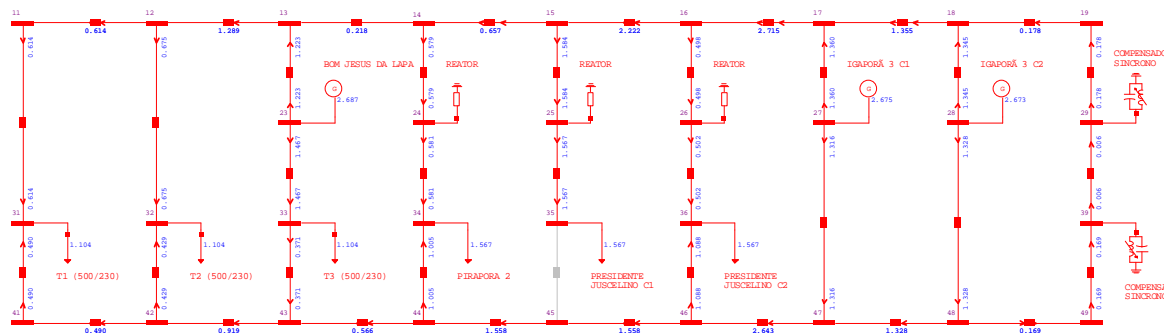 11 12 13 14 15 16 17 18 19
0.614 1.289 0.218 0.657 2.222 2.715 1.355 0.178
0.614 0.675 1.223 0.579 1.584 0.498 1.360 1.345 0.178
BOM JESUS DA LAPA REATOR REATOR REATOR IGAPORÃ 3 C1 IGAPORÃ 3 C2 COMPENSADO
SINCRONO
G G G
2.687 2.675 2.673
1.223 0.579 1.584 0.498 1.360 1.345 0.178
23 24 25 26 27 28 29
1.467 0.581 1.567 0.502 1.316 1.328 0.006
0.614 0.675 1.467 0.581 1.567 0.502 0.006
31 32 33 34 35 36 39
1.104 1.104 1.104 1.567 1.567 1.567
0.490 0.429 0.371 1.005 1.088 0.169
T1 (500/230) T2 (500/230) T3 (500/230) PIRAPORA 2 PRESIDENTE PRESIDENTE
JUSCELINO C1 JUSCELINO C2
COMPENSA
SINCRONO
0.490 0.429 0.371 1.005 1.088 1.316 1.328 0.169
41 42 43 44 45 46 47 48 49
0.490 0.919 0.566 1.558 1.558 2.643 1.328 0.169